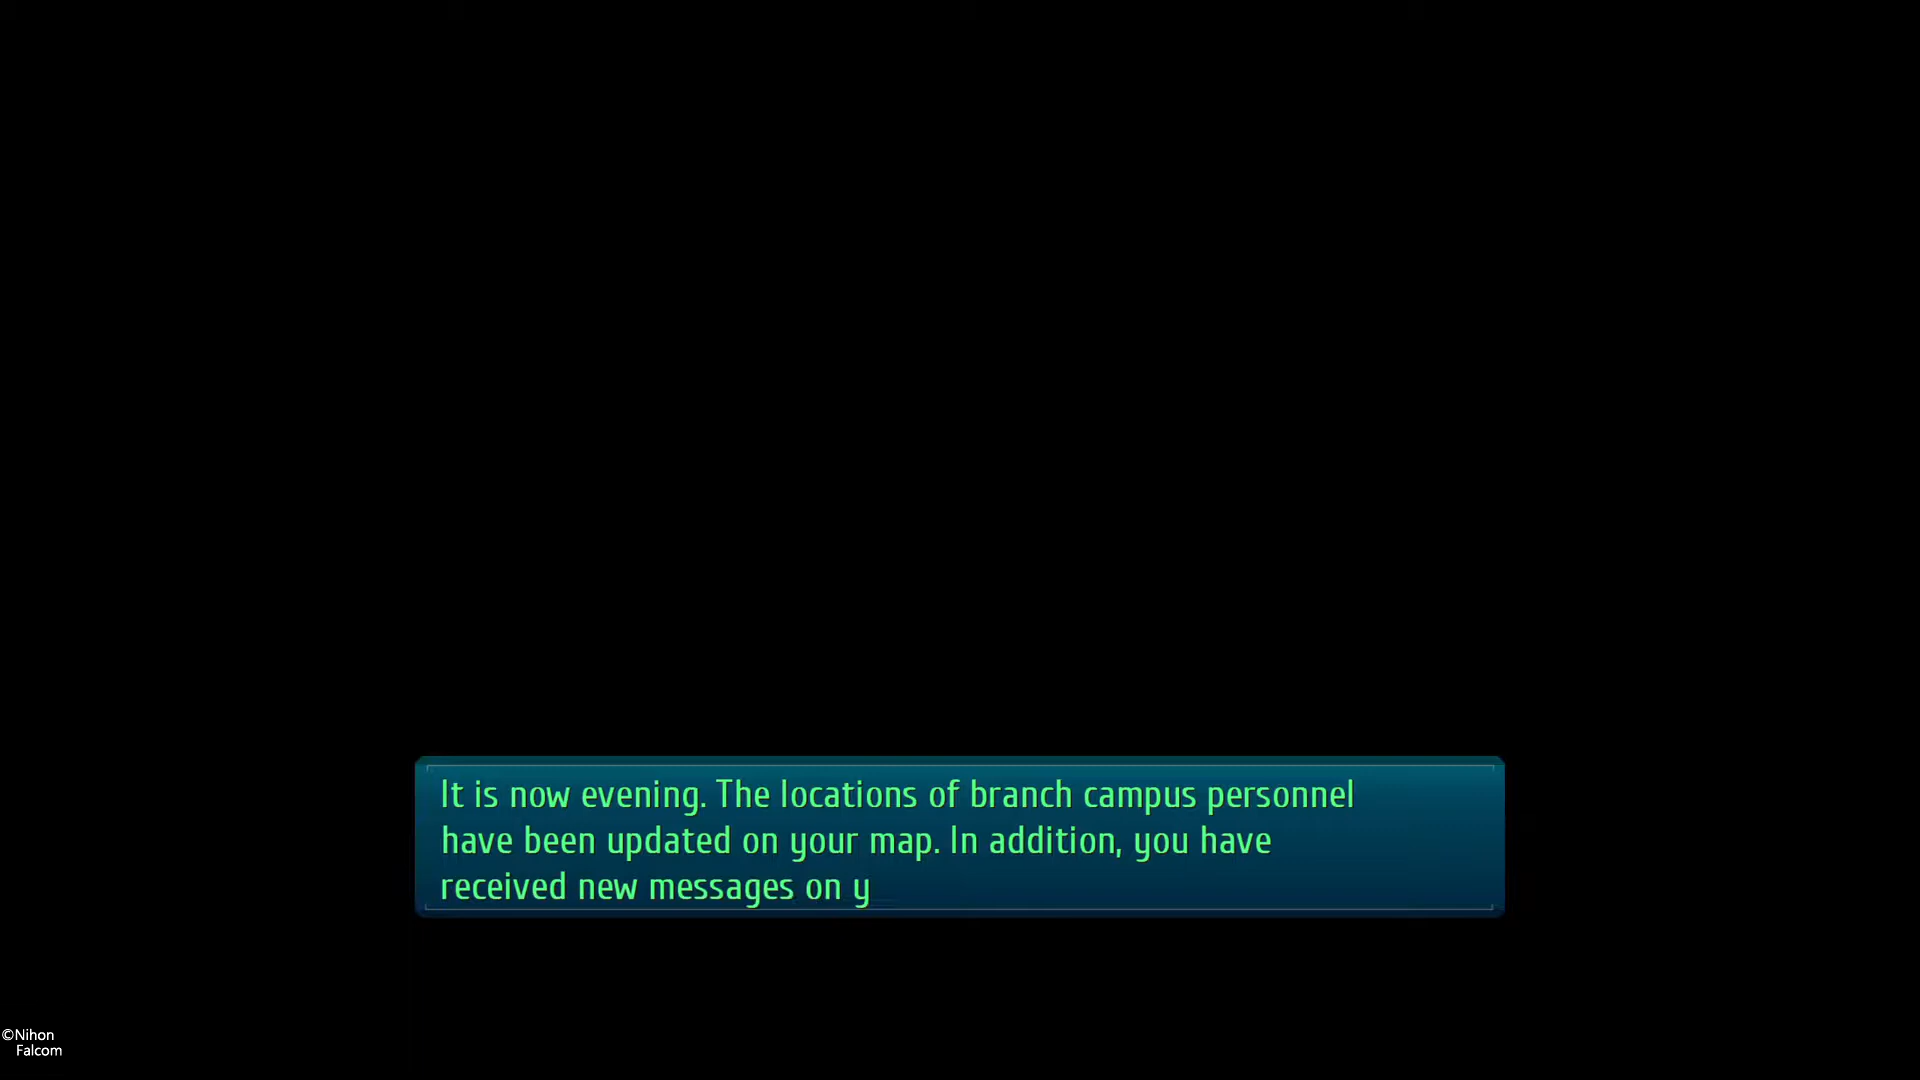 It is now evening. The locations of branch campus personnel
have been updated on your map. In addition, you have
received new messages on y
©Nihon
Falcom